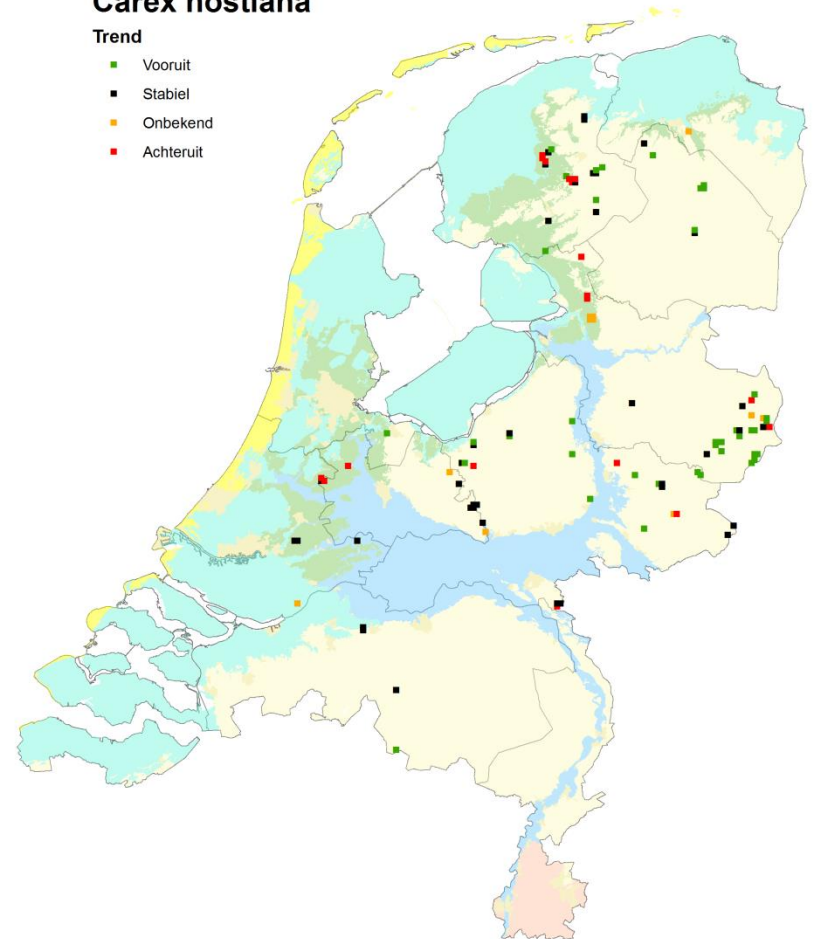 Carex hostiana
Trend
Vooruit
Stabiel
Onbekend
Achteruit